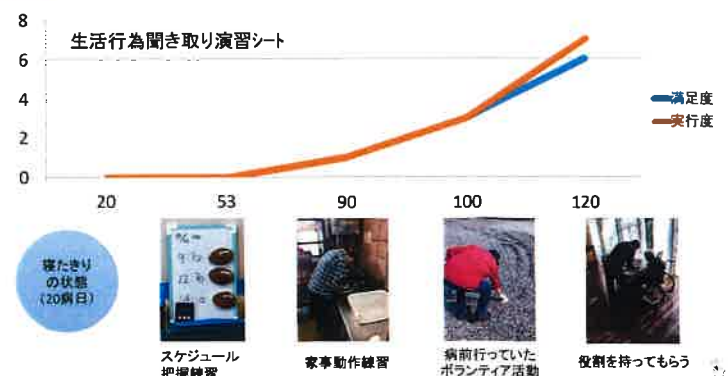 8
生活行為聞き取り演習シート
6
4
2
0
満足度
実行度
20 53 90 100 120
寝たきり
の状態
(20病日)
スケジュール
把握練習
家事動作練習
病前行っていた
ボランティア活動
役割を持ってもらう